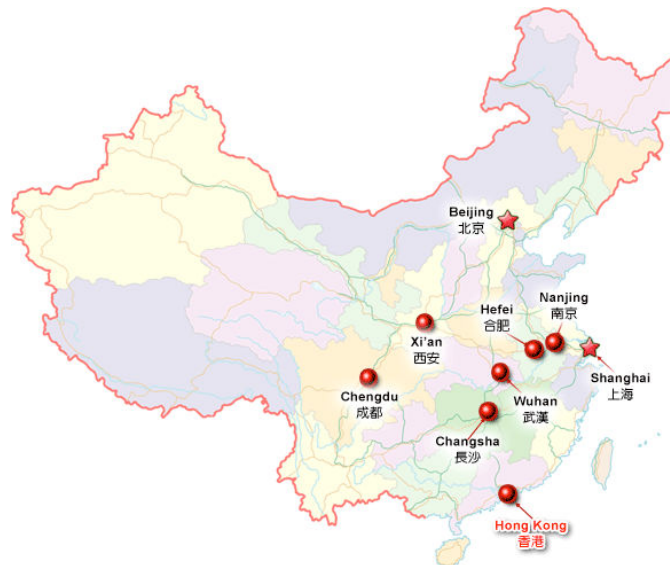 Beijing
北京
Hefei
合肥
Nanjing
南京
Xi'an
西安
Shanghai
上海
Chengdu
成都
Wuhan
武漢
Changsha
長沙
Hong Kong
香港